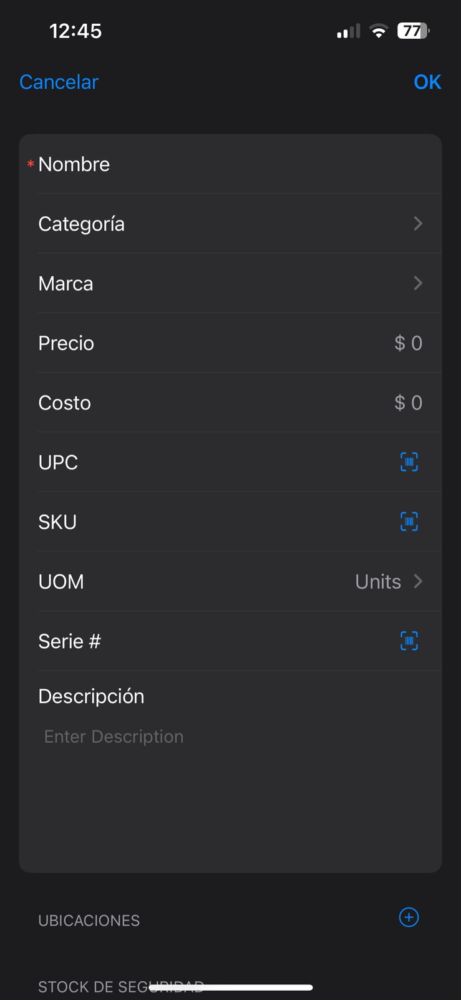 12:45
77
Cancelar
OK
* Nombre
Categoría
Marca
Precio $ 0
Costo $ 0
UPC
SKU
UOM Units
Serie #
Descripción
Enter Description
UBICACIONES
STOCK DE SEGURIDAD